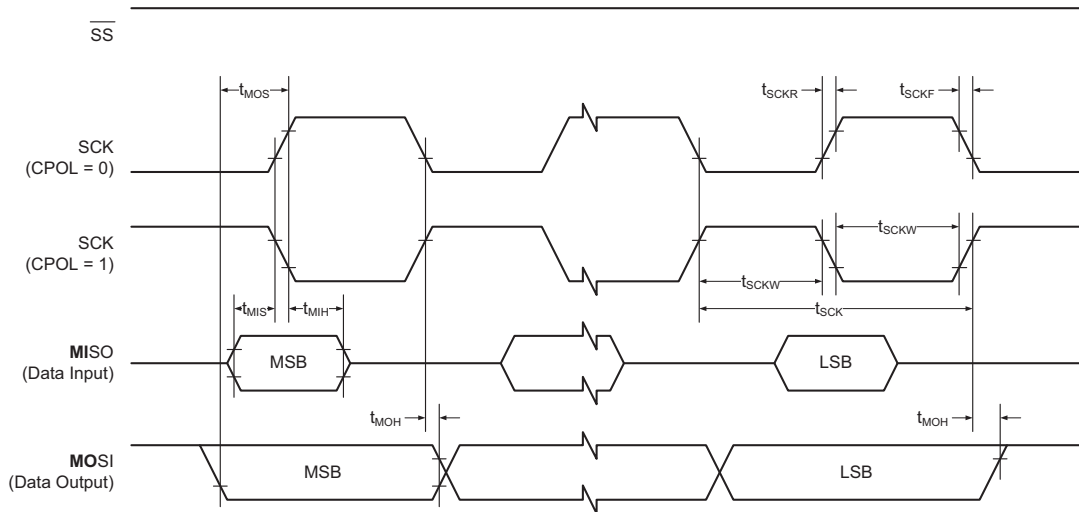 SS
tMOS
tSCKR
tSCKF
SCK
(CPOL = 0)
SCK
(CPOL = 1)
tSCKW
tSCKW
tMIS
tMIH
tSCK
MISO
(Data Input)
MSB
LSB
tMOH
tMOH
MOSI
(Data Output)
MSB
LSB